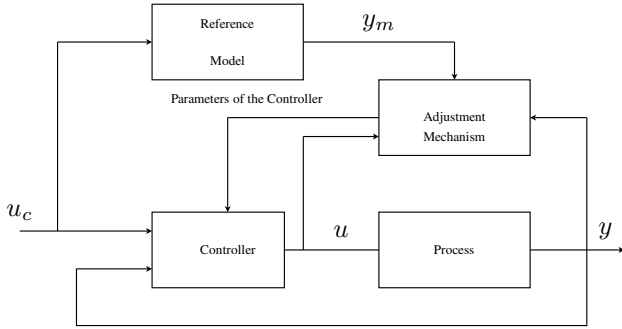 Reference
Model
y_m
Parameters of the Controller
Adjustment
Mechanism
u_c
Controller
u
Process
y